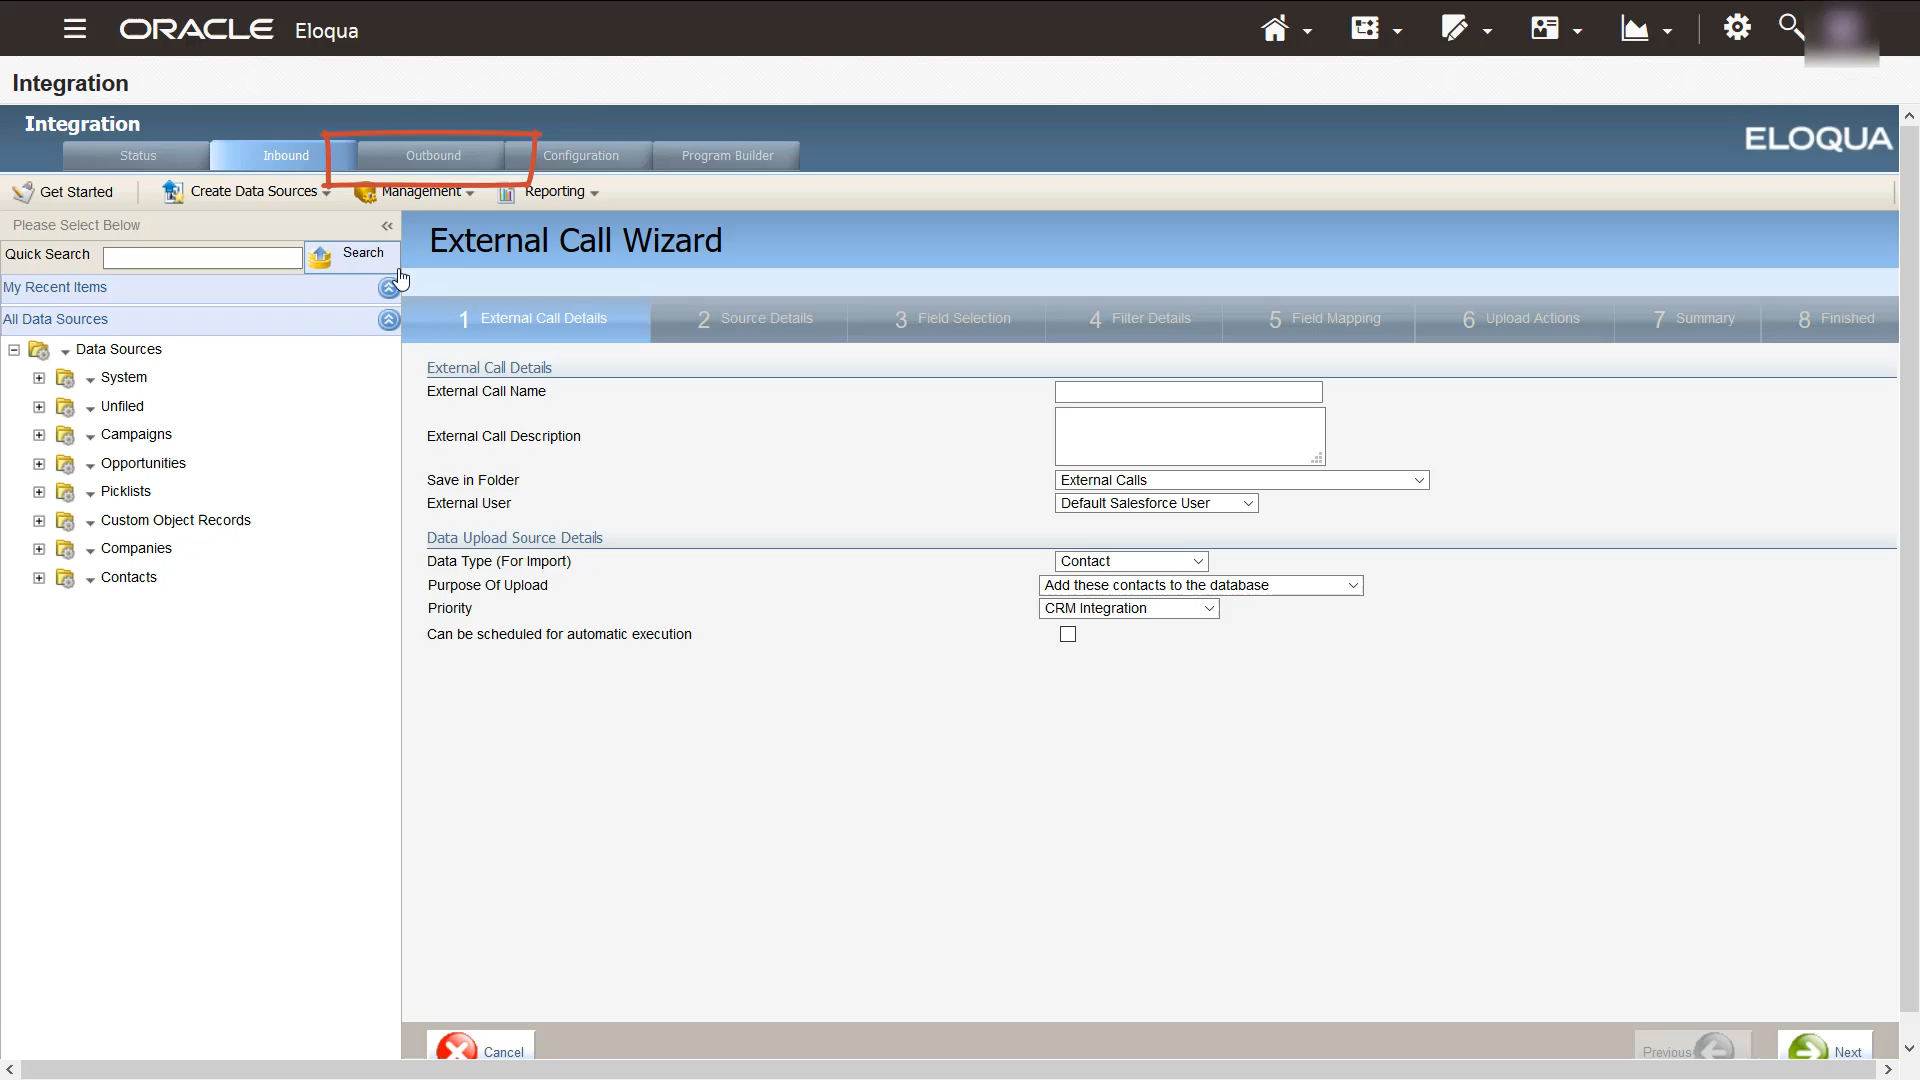 ORACLE Eloqua
Integration
Integration
ELOQUA
Status Inbound Outbound Configuration Program Builder
Get Started Create Data Sources Management Reporting
Please Select Below
Quick Search Search
My Recent Items
All Data Sources
Data Sources
System
Unfiled
Campaigns
Opportunities
Picklists
Custom Object Records
Companies
Contacts
External Call Wizard
1 External Call Details 2 Source Details 3 Field Selection 4 Filter Details 5 Field Mapping 6 Upload Actions 7 Summary 8 Finished
External Call Details
External Call Name
External Call Description
Save in Folder External Calls
External User Default Salesforce User
Data Upload Source Details
Data Type (For Import) Contact
Purpose Of Upload Add these contacts to the database
Priority CRM Integration
Can be scheduled for automatic execution
Cancel Previous Next